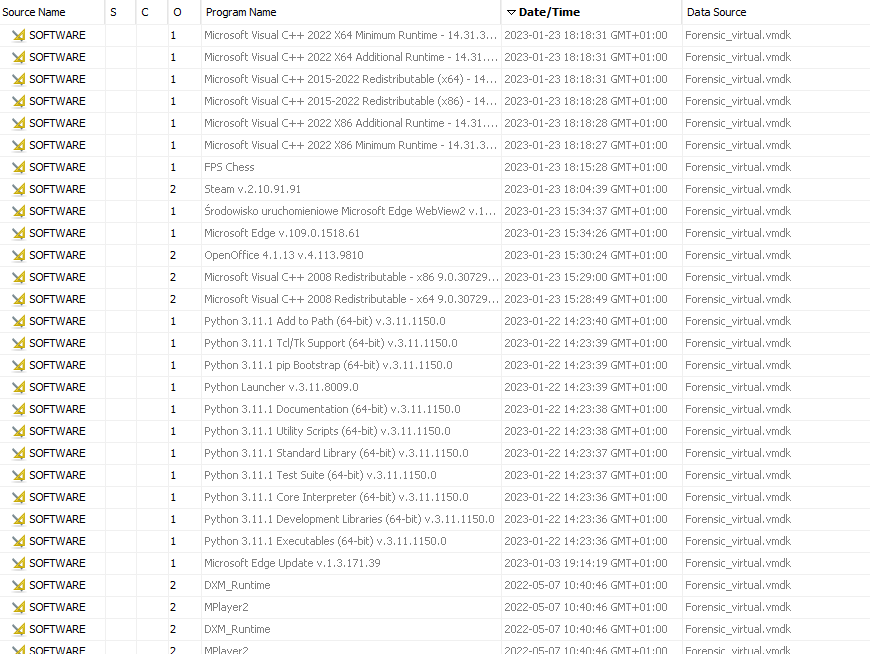 Source Name S C O Program Name Date/Time Data Source
SOFTWARE 1 Microsoft Visual C++ 2022 X64 Minimum Runtime - 14.31.3... 2023-01-23 18:18:31 GMT+01:00 Forensic_virtual.vmdk
SOFTWARE 1 Microsoft Visual C++ 2022 X64 Additional Runtime - 14.31.... 2023-01-23 18:18:31 GMT+01:00 Forensic_virtual.vmdk
SOFTWARE 1 Microsoft Visual C++ 2015-2022 Redistributable (x64) - 14... 2023-01-23 18:18:31 GMT+01:00 Forensic_virtual.vmdk
SOFTWARE 1 Microsoft Visual C++ 2015-2022 Redistributable (x86) - 14... 2023-01-23 18:18:28 GMT+01:00 Forensic_virtual.vmdk
SOFTWARE 1 Microsoft Visual C++ 2022 X86 Additional Runtime - 14.31.... 2023-01-23 18:18:28 GMT+01:00 Forensic_virtual.vmdk
SOFTWARE 1 Microsoft Visual C++ 2022 X86 Minimum Runtime - 14.31.3... 2023-01-23 18:18:27 GMT+01:00 Forensic_virtual.vmdk
SOFTWARE 1 FPS Chess 2023-01-23 18:15:28 GMT+01:00 Forensic_virtual.vmdk
SOFTWARE 2 Steam v.2.10.91.91 2023-01-23 18:04:39 GMT+01:00 Forensic_virtual.vmdk
SOFTWARE 1 Środowisko uruchomieniowe Microsoft Edge WebView2 v.1... 2023-01-23 15:34:37 GMT+01:00 Forensic_virtual.vmdk
SOFTWARE 1 Microsoft Edge v.109.0.1518.61 2023-01-23 15:34:26 GMT+01:00 Forensic_virtual.vmdk
SOFTWARE 2 OpenOffice 4.1.13 v.4.113.9810 2023-01-23 15:30:24 GMT+01:00 Forensic_virtual.vmdk
SOFTWARE 2 Microsoft Visual C++ 2008 Redistributable - x86 9.0.30729... 2023-01-23 15:29:00 GMT+01:00 Forensic_virtual.vmdk
SOFTWARE 2 Microsoft Visual C++ 2008 Redistributable - x64 9.0.30729... 2023-01-23 15:28:49 GMT+01:00 Forensic_virtual.vmdk
SOFTWARE 1 Python 3.11.1 Add to Path (64-bit) v.3.11.1150.0 2023-01-22 14:23:40 GMT+01:00 Forensic_virtual.vmdk
SOFTWARE 1 Python 3.11.1 Tcl/Tk Support (64-bit) v.3.11.1150.0 2023-01-22 14:23:39 GMT+01:00 Forensic_virtual.vmdk
SOFTWARE 1 Python 3.11.1 pip Bootstrap (64-bit) v.3.11.1150.0 2023-01-22 14:23:39 GMT+01:00 Forensic_virtual.vmdk
SOFTWARE 1 Python Launcher v.3.11.8009.0 2023-01-22 14:23:39 GMT+01:00 Forensic_virtual.vmdk
SOFTWARE 1 Python 3.11.1 Documentation (64-bit) v.3.11.1150.0 2023-01-22 14:23:38 GMT+01:00 Forensic_virtual.vmdk
SOFTWARE 1 Python 3.11.1 Utility Scripts (64-bit) v.3.11.1150.0 2023-01-22 14:23:38 GMT+01:00 Forensic_virtual.vmdk
SOFTWARE 1 Python 3.11.1 Standard Library (64-bit) v.3.11.1150.0 2023-01-22 14:23:37 GMT+01:00 Forensic_virtual.vmdk
SOFTWARE 1 Python 3.11.1 Test Suite (64-bit) v.3.11.1150.0 2023-01-22 14:23:37 GMT+01:00 Forensic_virtual.vmdk
SOFTWARE 1 Python 3.11.1 Core Interpreter (64-bit) v.3.11.1150.0 2023-01-22 14:23:36 GMT+01:00 Forensic_virtual.vmdk
SOFTWARE 1 Python 3.11.1 Development Libraries (64-bit) v.3.11.1150.0 2023-01-22 14:23:36 GMT+01:00 Forensic_virtual.vmdk
SOFTWARE 1 Python 3.11.1 Executables (64-bit) v.3.11.1150.0 2023-01-22 14:23:36 GMT+01:00 Forensic_virtual.vmdk
SOFTWARE 1 Microsoft Edge Update v.1.3.171.39 2023-01-03 19:14:19 GMT+01:00 Forensic_virtual.vmdk
SOFTWARE 2 DXM_Runtime 2022-05-07 10:40:46 GMT+01:00 Forensic_virtual.vmdk
SOFTWARE 2 MPlayer2 2022-05-07 10:40:46 GMT+01:00 Forensic_virtual.vmdk
SOFTWARE 2 DXM_Runtime 2022-05-07 10:40:46 GMT+01:00 Forensic_virtual.vmdk
SOFTWARE 2 MPlayer2 2022-05-07 10:40:46 GMT+01:00 Forensic_virtual.vmdk